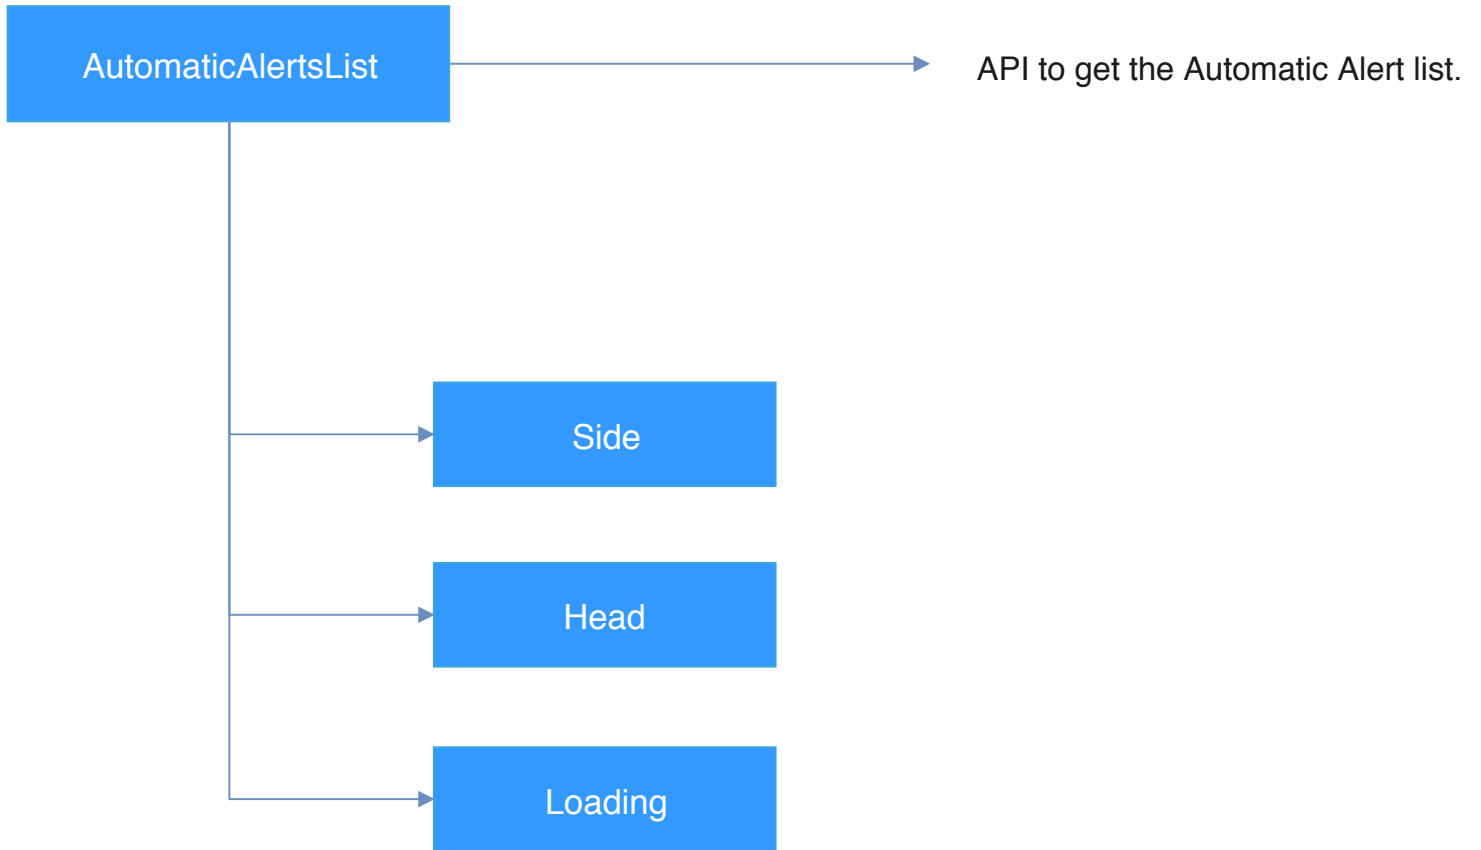 AutomaticAlertsList
API to get the Automatic Alert list.
Side
Head
Loading